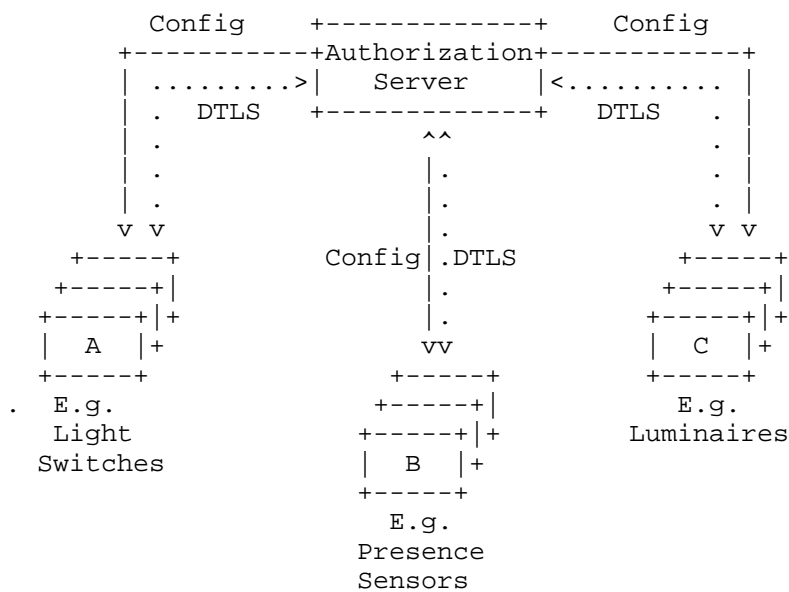 Config Config
Authorization
Server
DTLS DTLS
Config DTLS
A C
. E.g. E.g.
Light Luminaires
Switches B
E.g.
Presence
Sensors